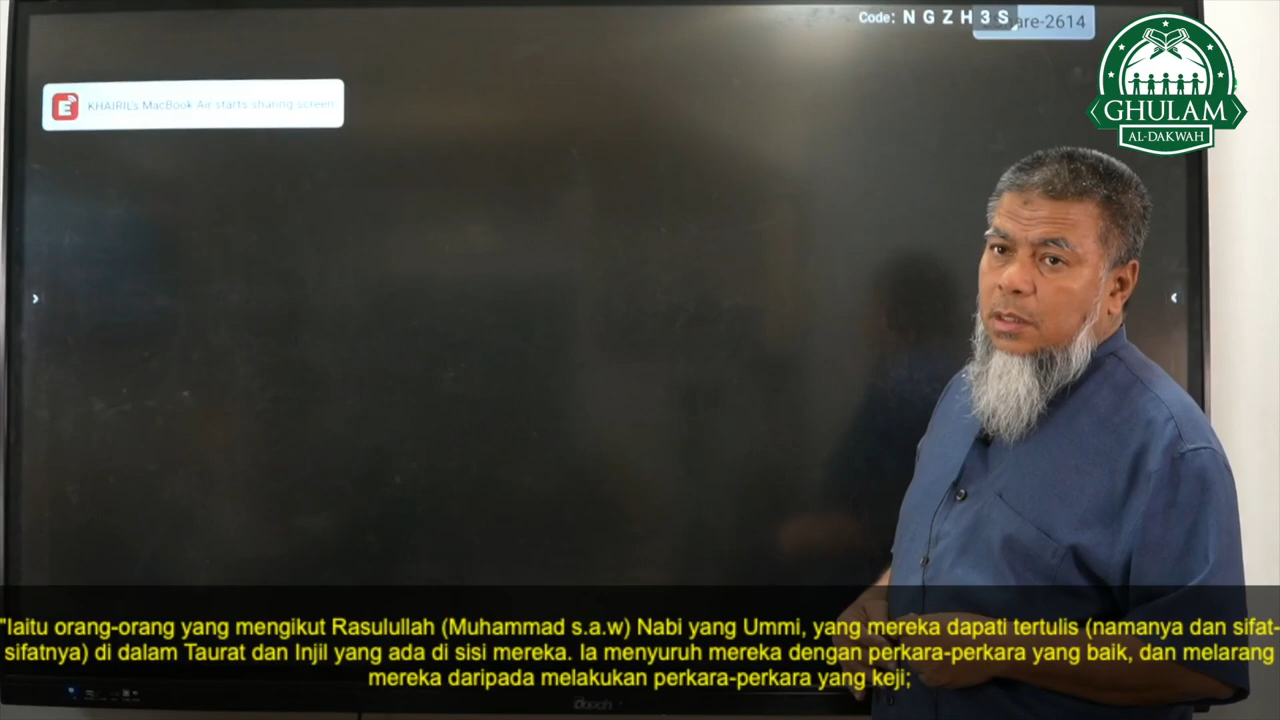 Code: NGZH3S
are-2614
KHAIRIL's MacBook Air starts sharing screen
GHULAM
AL-DAKWAH
"Iaitu orang-orang yang mengikut Rasulullah (Muhammad s.a.w) Nabi yang Ummi, yang mereka dapati tertulis (namanya dan sifat-
sifatnya) di dalam Taurat dan Injil yang ada di sisi mereka. Ia menyuruh mereka dengan perkara-perkara yang baik, dan melarang
mereka daripada melakukan perkara-perkara yang keji;